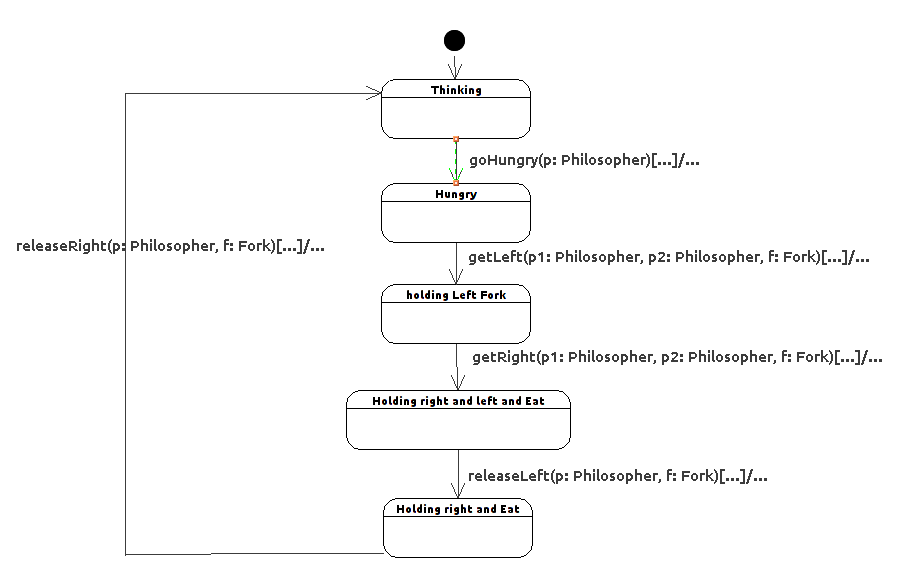 Thinking
goHungry(p: Philosopher)[...]/...
Hungry
releaseRight(p: Philosopher, f: Fork)[...]/...
getLeft(p1: Philosopher, p2: Philosopher, f: Fork)[...]/...
holding Left Fork
getRight(p1: Philosopher, p2: Philosopher, f: Fork)[...]/...
Holding right and left and Eat
releaseLeft(p: Philosopher, f: Fork)[...]/...
Holding right and Eat